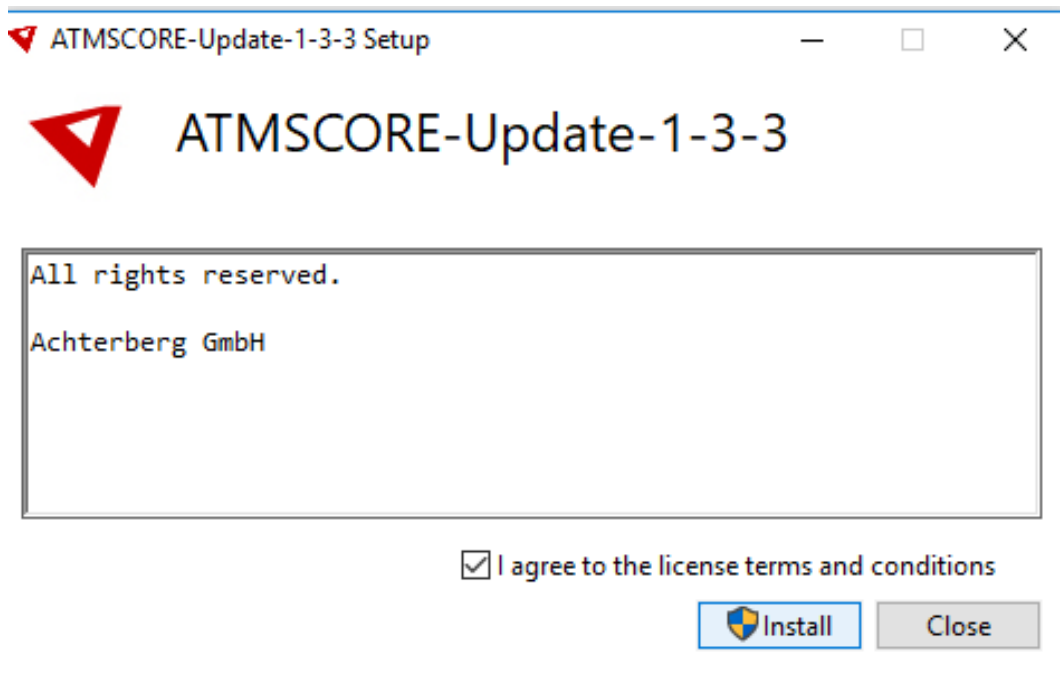 ATMSCORE-Update-1-3-3 Setup
ATMSCORE-Update-1-3-3
All rights reserved.
Achterberg GmbH
I agree to the license terms and conditions
Install
Close